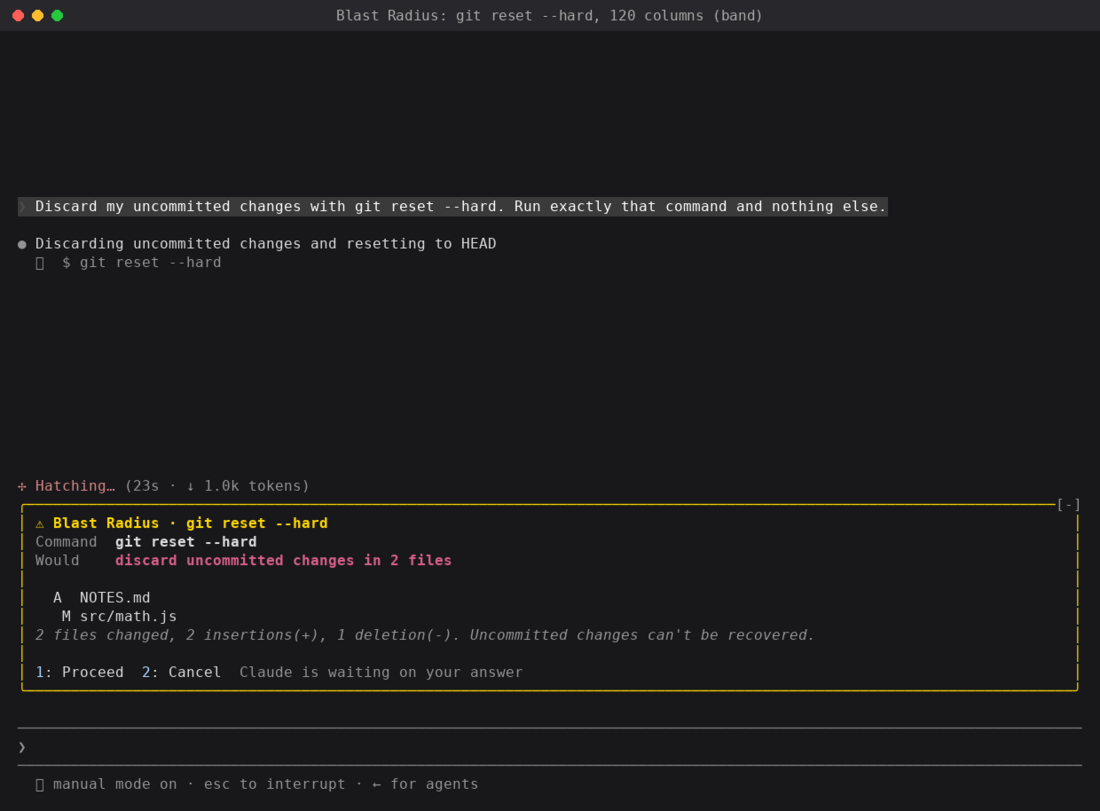 Blast Radius: git reset --hard, 120 columns (band)
❯ Discard my uncommitted changes with git reset --hard. Run exactly that command and nothing else.
● Discarding uncommitted changes and resetting to HEAD
$ git reset --hard
✢ Hatching… (23s · ↓ 1.0k tokens)
[-]
⚠ Blast Radius · git reset --hard
Command  git reset --hard
Would    discard uncommitted changes in 2 files
A  NOTES.md
M src/math.js
2 files changed, 2 insertions(+), 1 deletion(-). Uncommitted changes can't be recovered.
1: Proceed  2: Cancel  Claude is waiting on your answer
❯
manual mode on · esc to interrupt · ← for agents